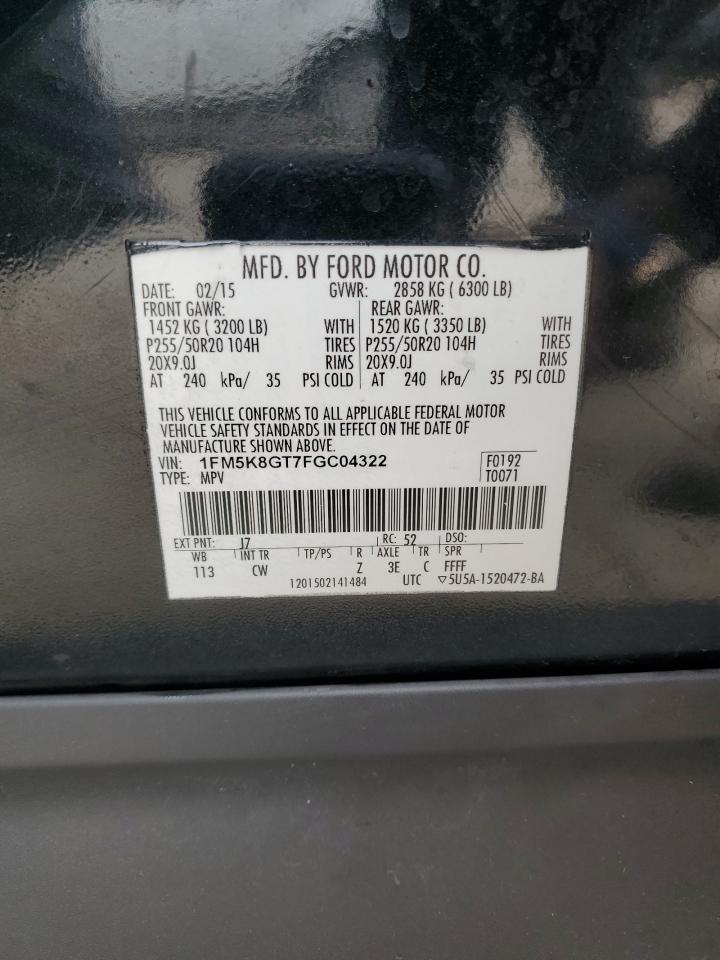 MFD. BY FORD MOTOR CO.
DATE: 02/15 GVWR: 2858 KG ( 6300 LB)
FRONT GAWR: REAR GAWR:
1452 KG ( 3200 LB) WITH 1520 KG ( 3350 LB) WITH
P255/50R20 104H TIRES P255/50R20 104H TIRES
20X9.0J RIMS 20X9.0J RIMS
AT 240 kPa/ 35 PSI COLD AT 240 kPa/ 35 PSI COLD
THIS VEHICLE CONFORMS TO ALL APPLICABLE FEDERAL MOTOR
VEHICLE SAFETY STANDARDS IN EFFECT ON THE DATE OF
MANUFACTURE SHOWN ABOVE.
VIN: 1FM5K8GT7FGC04322 F0192
TYPE: MPV T0071
EXT PNT: J7 RC: 52 DSO:
WB INT TR TP/PS R AXLE TR SPR
113 CW Z 3E C FFFF
1201502141484 UTC ▽5U5A-1520472-BA